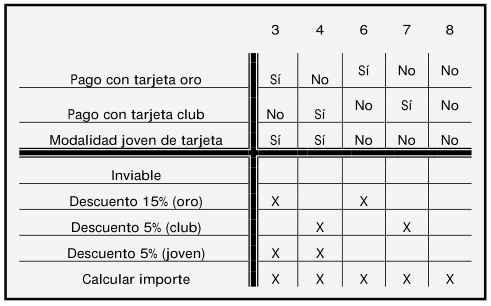 3 4 6 7 8
Pago con tarjeta oro Sí No Sí No No
Pago con tarjeta club No Sí No Sí No
Modalidad joven de tarjeta Sí Sí No No No
Inviable
Descuento 15% (oro) X X
Descuento 5% (club) X X
Descuento 5% (joven) X X
Calcular importe X X X X X